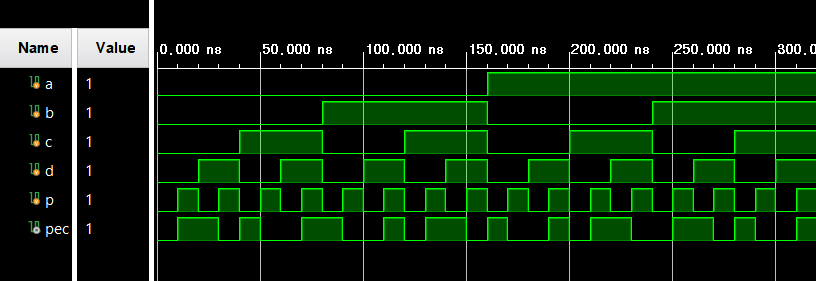 Name Value
0.000 ns 50.000 ns 100.000 ns 150.000 ns 200.000 ns 250.000 ns 300.0
a 1
b 1
c 1
d 1
p 1
pec 1